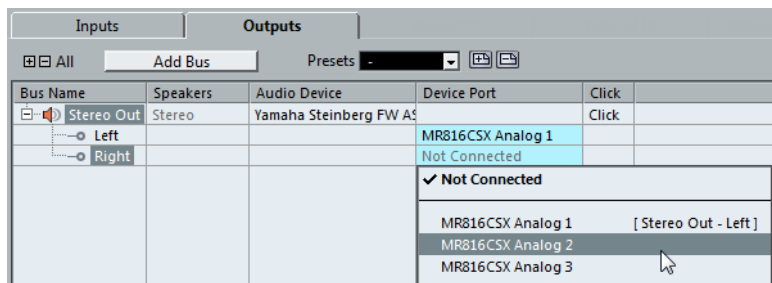 Inputs Outputs
All Add Bus Presets -
Bus Name Speakers Audio Device Device Port Click
Stereo Out Stereo Yamaha Steinberg FW AS Click
Left MR816CSX Analog 1
Right Not Connected
✓ Not Connected
MR816CSX Analog 1 [ Stereo Out - Left ]
MR816CSX Analog 2
MR816CSX Analog 3